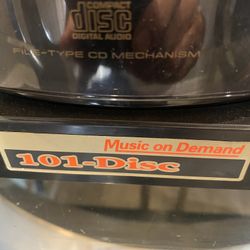 COMPACT
disc
DIGITAL AUDIO
FILE-TYPE CD MECHANISM
Music on Demand
101-Disc